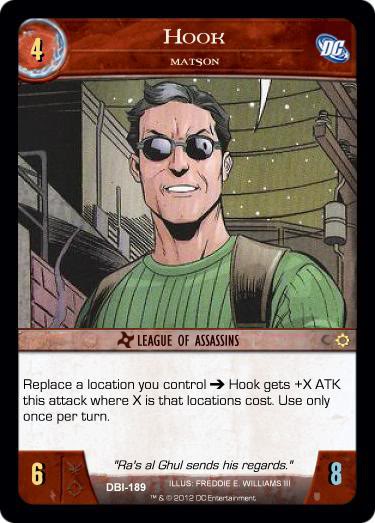 4
Hook
DC
MATSON
LEAGUE OF ASSASSINS
Replace a location you control ➔ Hook gets +X ATK
this attack where X is that locations cost. Use only
once per turn.
"Ra's al Ghul sends his regards."
6
DBI-189
ILLUS: FREDDIE E. WILLIAMS III
8
™ & © 2012 DC Entertainment